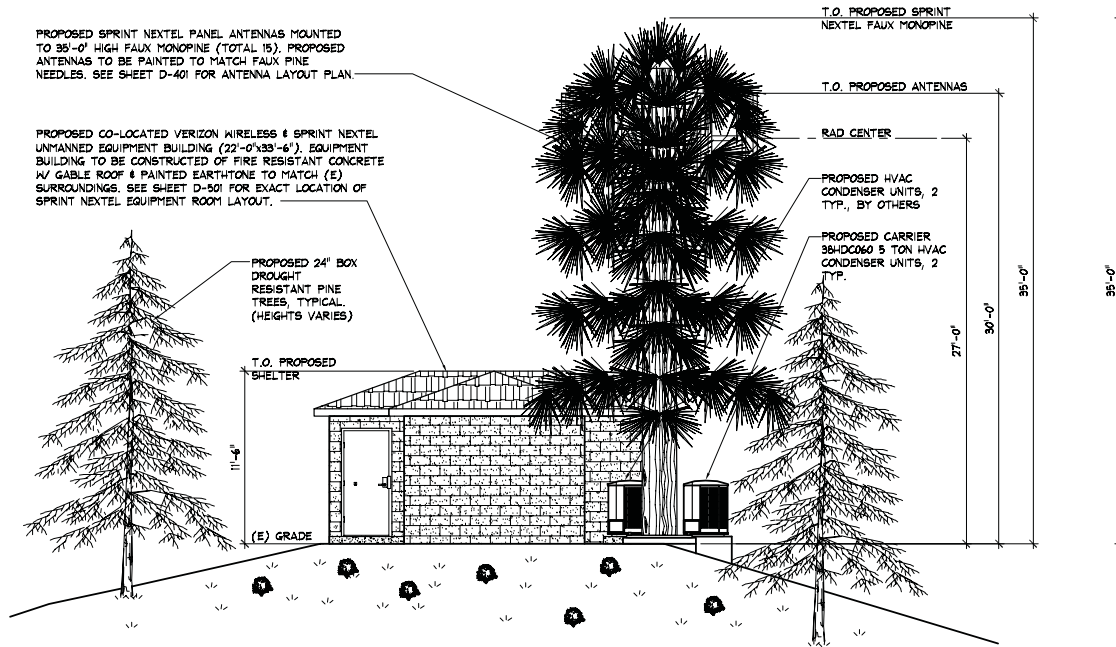 PROPOSED SPRINT NEXTEL PANEL ANTENNAS MOUNTED
TO 35'-0" HIGH FAUX MONOPINE (TOTAL 15). PROPOSED
ANTENNAS TO BE PAINTED TO MATCH FAUX PINE
NEEDLES. SEE SHEET D-401 FOR ANTENNA LAYOUT PLAN.
PROPOSED CO-LOCATED VERIZON WIRELESS & SPRINT NEXTEL
UNMANNED EQUIPMENT BUILDING (22'-0"x33'-6"). EQUIPMENT
BUILDING TO BE CONSTRUCTED OF FIRE RESISTANT CONCRETE
W/ GABLE ROOF & PAINTED EARTHTONE TO MATCH (E)
SURROUNDINGS. SEE SHEET D-501 FOR EXACT LOCATION OF
SPRINT NEXTEL EQUIPMENT ROOM LAYOUT.
PROPOSED 24" BOX
DROUGHT
RESISTANT PINE
TREES, TYPICAL.
(HEIGHTS VARIES)
T.O. PROPOSED
SHELTER
11'-6"
(E) GRADE
T.O. PROPOSED SPRINT
NEXTEL FAUX MONOPINE
T.O. PROPOSED ANTENNAS
RAD CENTER
PROPOSED HVAC
CONDENSER UNITS, 2
TYP., BY OTHERS
PROPOSED CARRIER
38HDC060 5 TON HVAC
CONDENSER UNITS, 2
TYP.
27'-0"
30'-0"
35'-0"
35'-0"